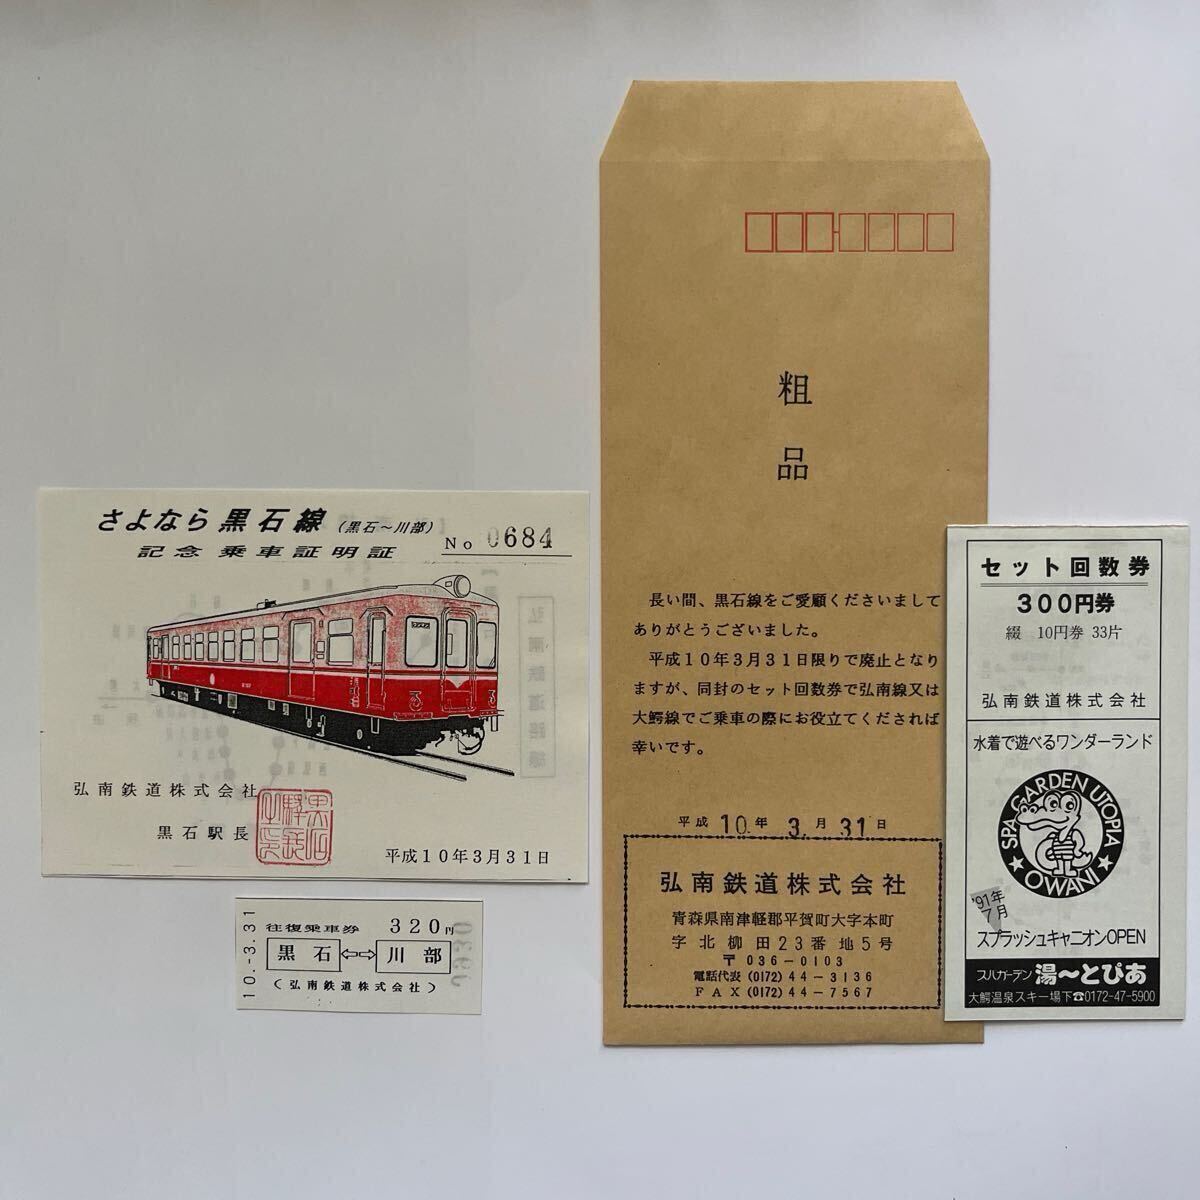 さよなら黒石線（黒石～川部）
記念乗車証明証
No 0684
弘南鉄道株式会社
黒石駅長
平成10年3月31日
10.-3.31
往復乗車券 320円
黒石⇔川部
（弘南鉄道株式会社）
0930
粗品
長い間、黒石線をご愛顧くださいまして
ありがとうございました。
平成10年3月31日限りで廃止となり
ますが、同封のセット回数券で弘南線又は
大鰐線でご乗車の際にお役立てくだされば
幸いです。
平成 10.年 3.月 31日
弘南鉄道株式会社
青森県南津軽郡平賀町大字本町
字北柳田23番地5号
〒036-0103
電話代表(0172)44-3136
FAX(0172)44-7567
セット回数券
300円券
綴 10円券 33片
弘南鉄道株式会社
水着で遊べるワンダーランド
SPA GARDEN UTOPIA
★ OWANI ★
'91年
7月
スプラッシュキャニオンOPEN
スパガーデン 湯～とぴあ
大鰐温泉スキー場下☎0172-47-5900